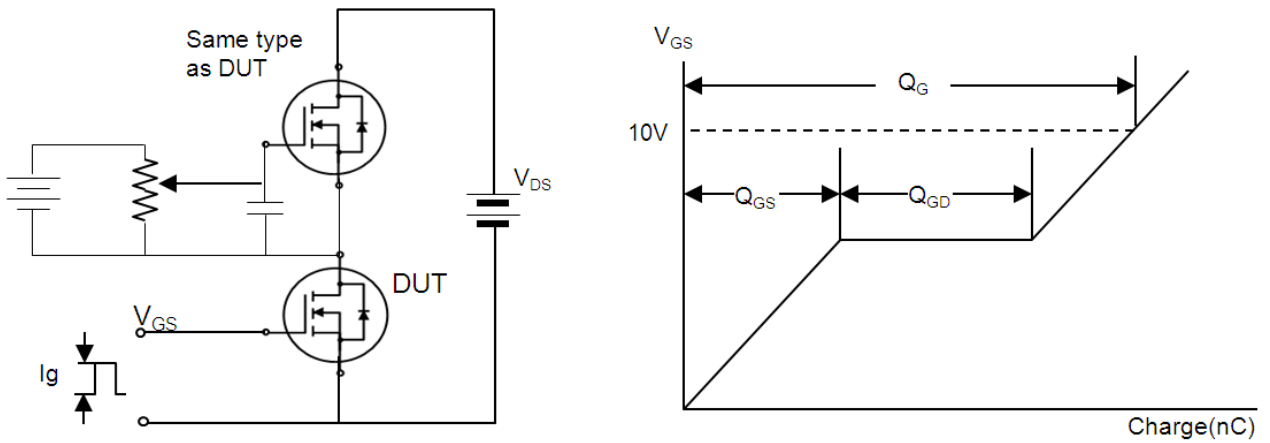 Same type
as DUT
V_DS
DUT
V_GS
Ig
V_GS
Q_G
10V
Q_GS
Q_GD
Charge(nC)